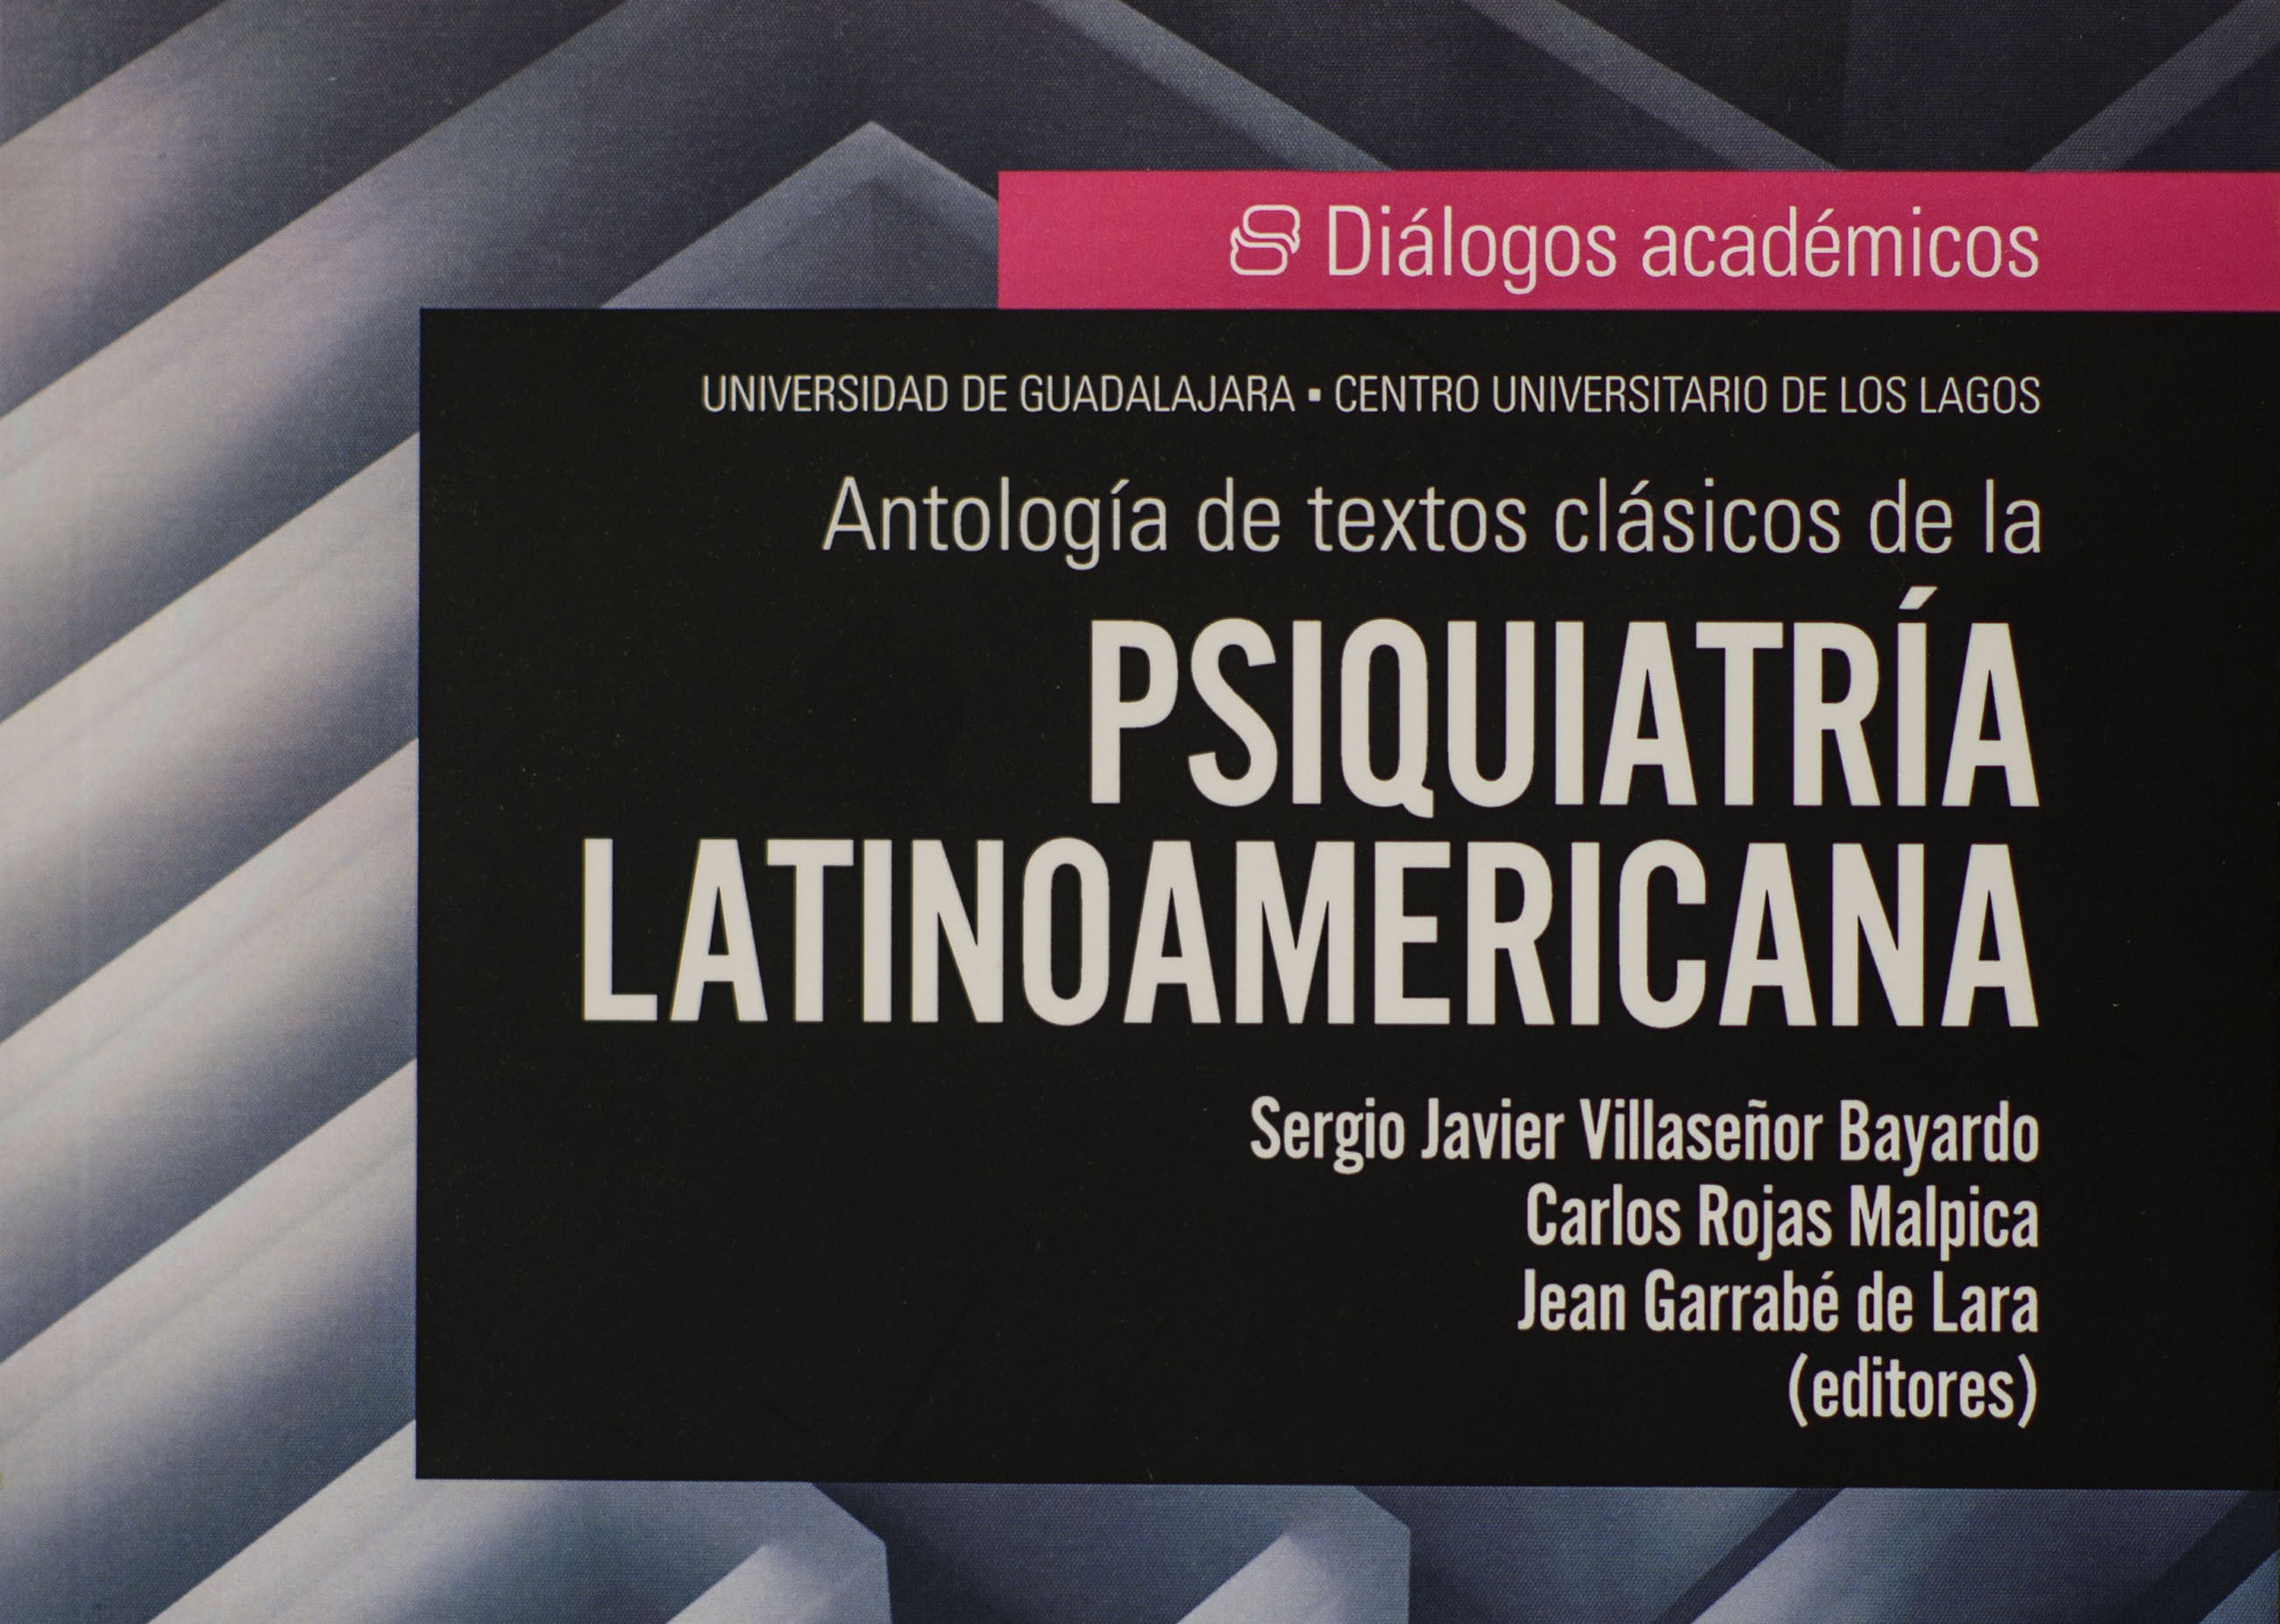 Diálogos académicos
UNIVERSIDAD DE GUADALAJARA ▪ CENTRO UNIVERSITARIO DE LOS LAGOS
Antología de textos clásicos de la
PSIQUIATRÍA
LATINOAMERICANA
Sergio Javier Villaseñor Bayardo
Carlos Rojas Malpica
Jean Garrabé de Lara
(editores)